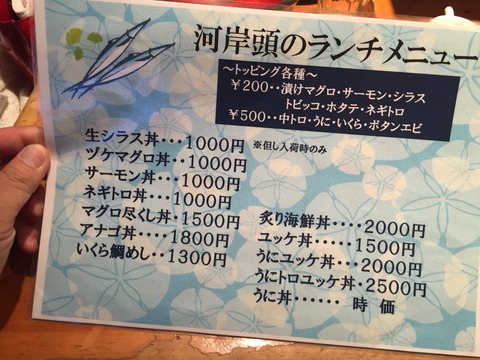 河岸頭のランチメニュー
～トッピング各種～
￥200‥漬けマグロ・サーモン・シラス
トビッコ・ホタテ・ネギトロ
￥500‥中トロ・うに・いくら・ボタンエビ
生シラス丼・・・1000円 ※但し入荷時のみ
ヅケマグロ丼・・1000円
サーモン丼・・・1000円
ネギトロ丼・・・1000円
マグロ尽くし丼・1500円
アナゴ丼・・・・1800円
いくら鯛めし・・1300円
炙り海鮮丼・・・・2000円
ユッケ丼・・・・・1500円
うにユッケ丼・・・2000円
うにトロユッケ丼・2500円
うに丼・・・・・・ 時 価